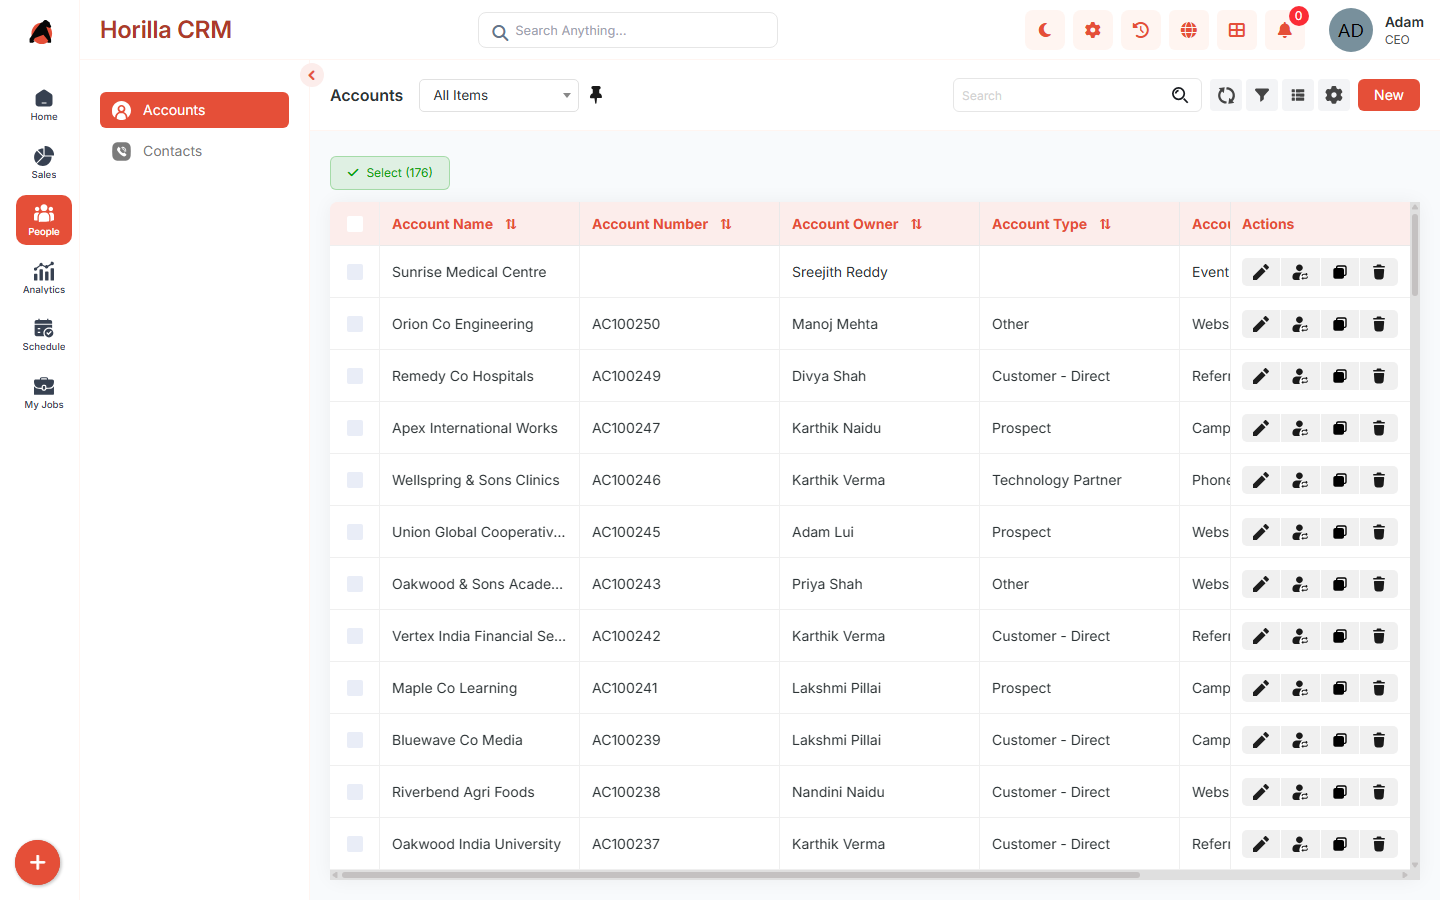 Horilla CRM
Search Anything...
0
AD
Adam
CEO
Home
Sales
People
Analytics
Schedule
My Jobs
Accounts
Contacts
Accounts
All Items
Search
New
Select (176)
Account Name Account Number Account Owner Account Type Accou Actions
Sunrise Medical Centre Sreejith Reddy Event
Orion Co Engineering AC100250 Manoj Mehta Other Webs
Remedy Co Hospitals AC100249 Divya Shah Customer - Direct Referr
Apex International Works AC100247 Karthik Naidu Prospect Camp
Wellspring & Sons Clinics AC100246 Karthik Verma Technology Partner Phone
Union Global Cooperativ... AC100245 Adam Lui Prospect Webs
Oakwood & Sons Acade... AC100243 Priya Shah Other Webs
Vertex India Financial Se... AC100242 Karthik Verma Customer - Direct Referr
Maple Co Learning AC100241 Lakshmi Pillai Prospect Camp
Bluewave Co Media AC100239 Lakshmi Pillai Customer - Direct Camp
Riverbend Agri Foods AC100238 Nandini Naidu Customer - Direct Webs
Oakwood India University AC100237 Karthik Verma Customer - Direct Referr